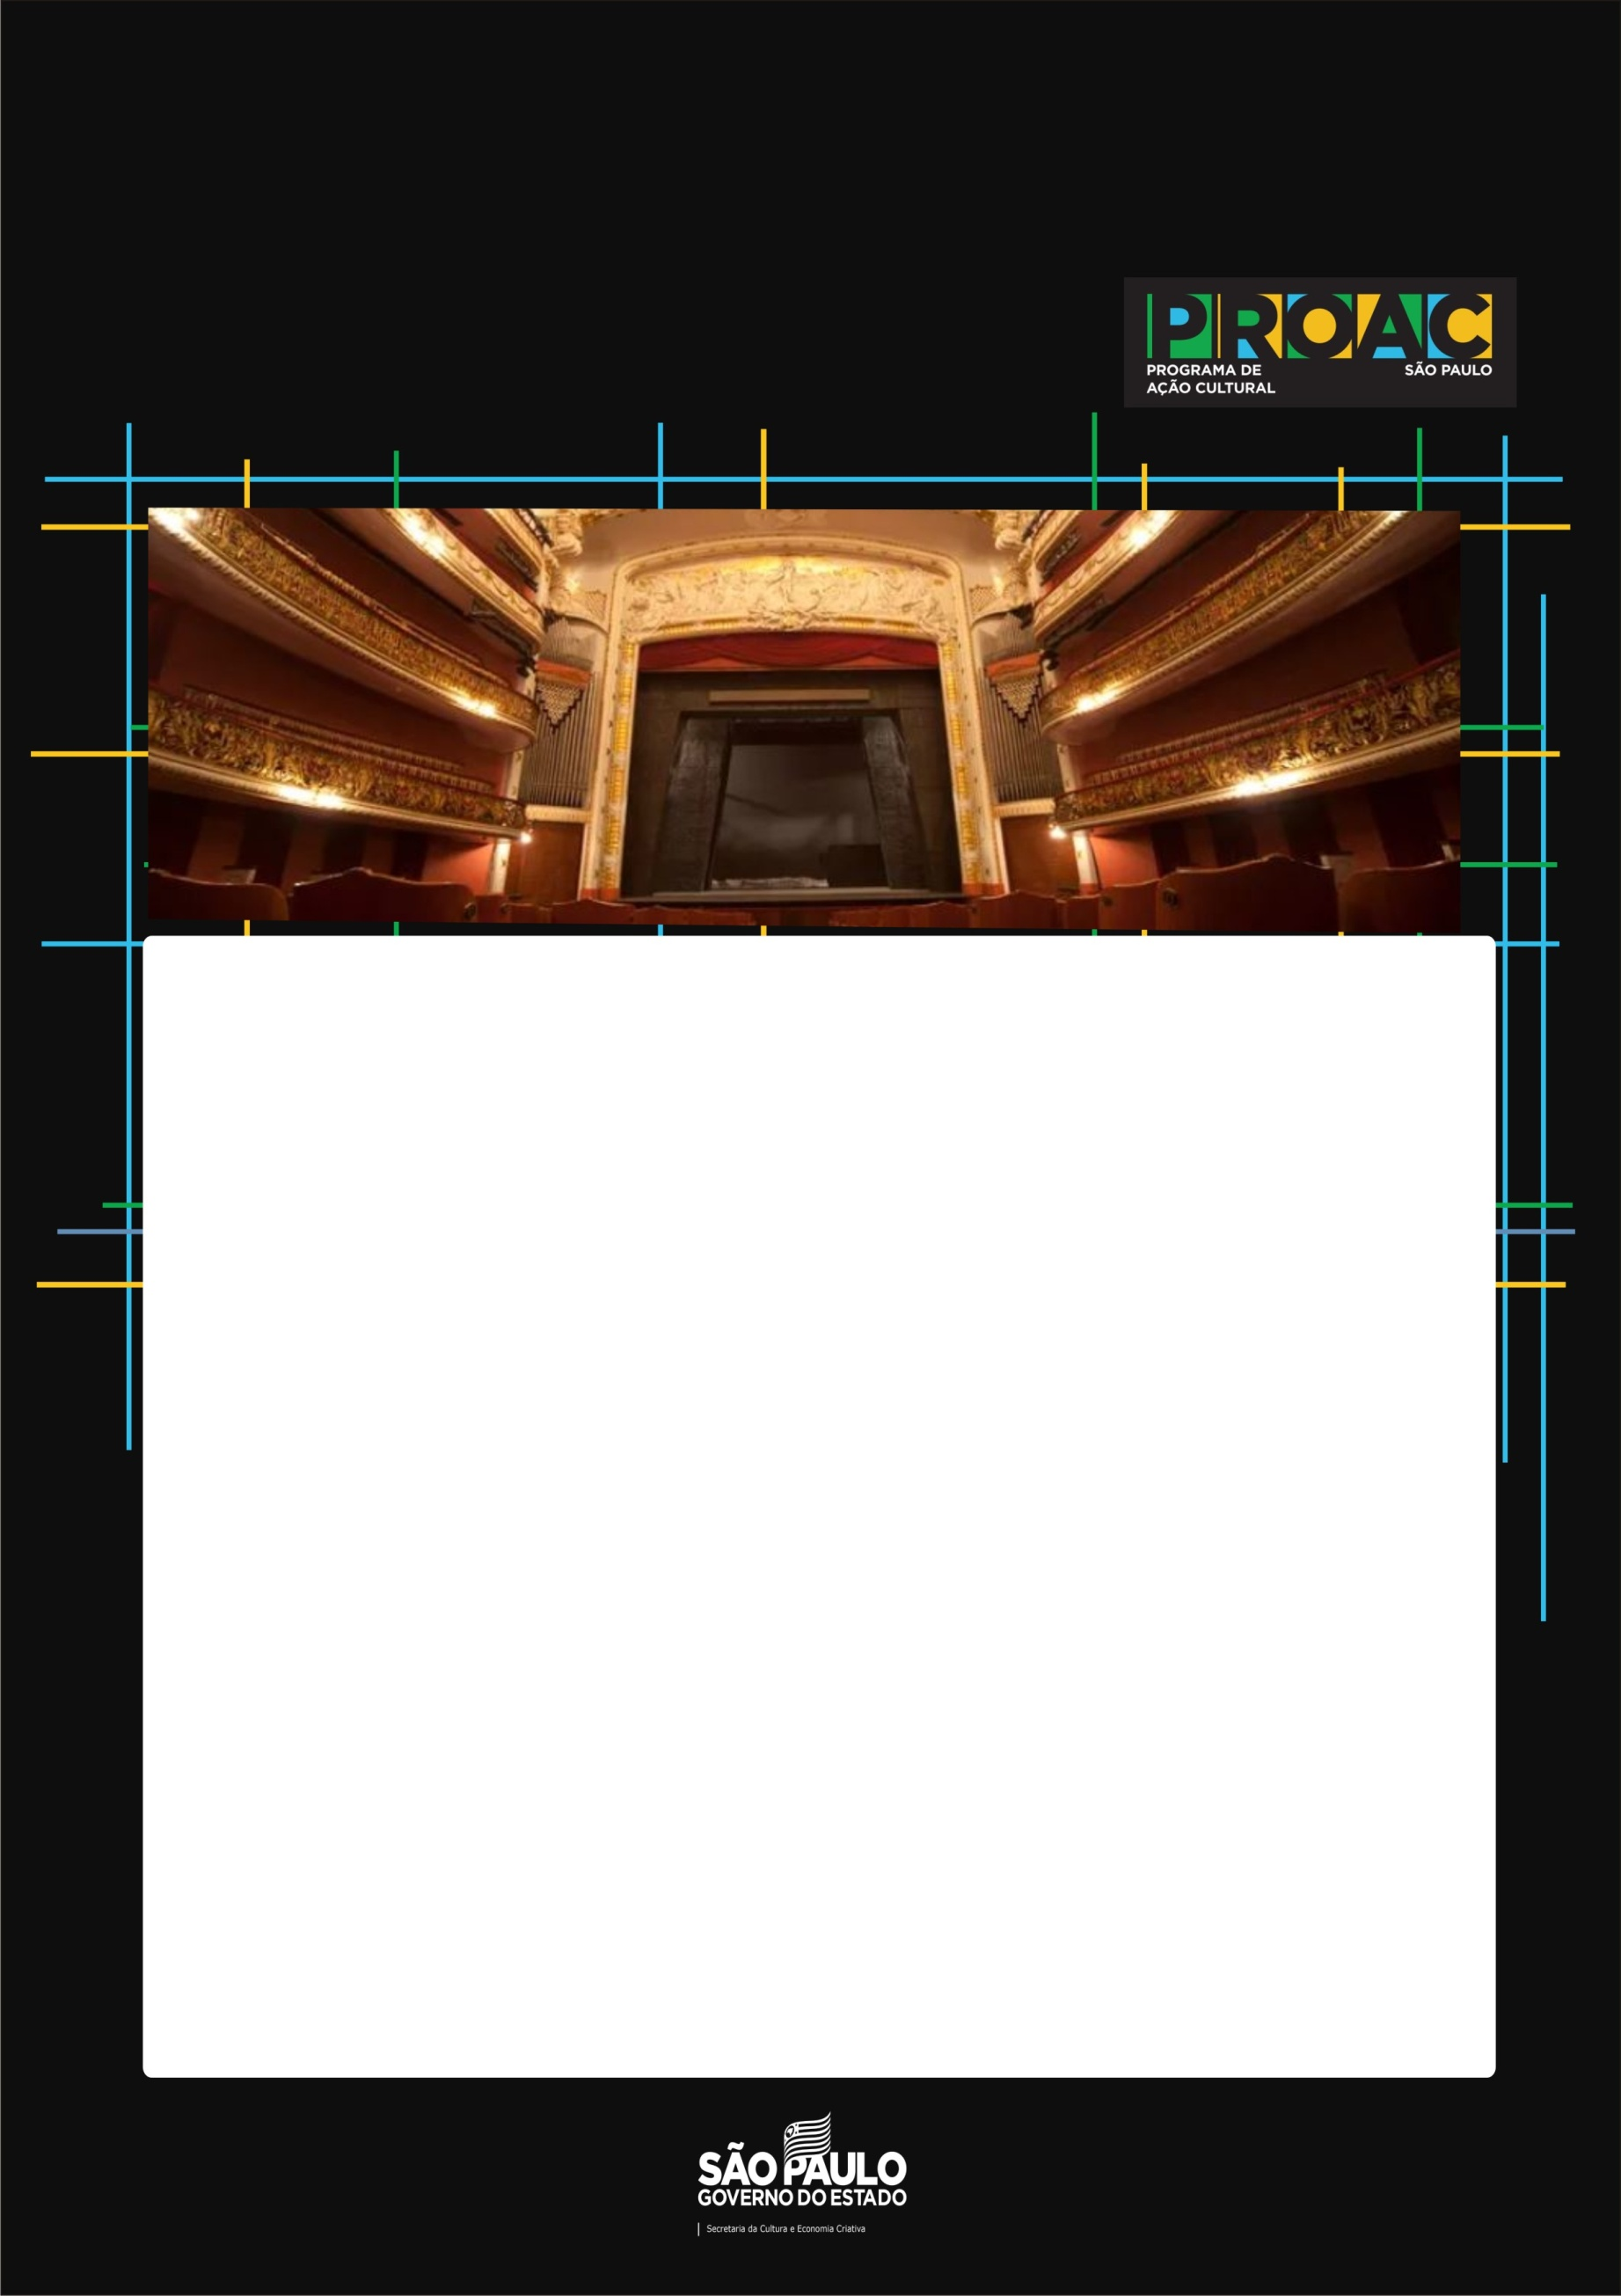 PROAC
PROGRAMA DE
AÇÃO CULTURAL
SÃO PAULO
SÃO PAULO
GOVERNO DO ESTADO
Secretaria da Cultura e Economia Criativa